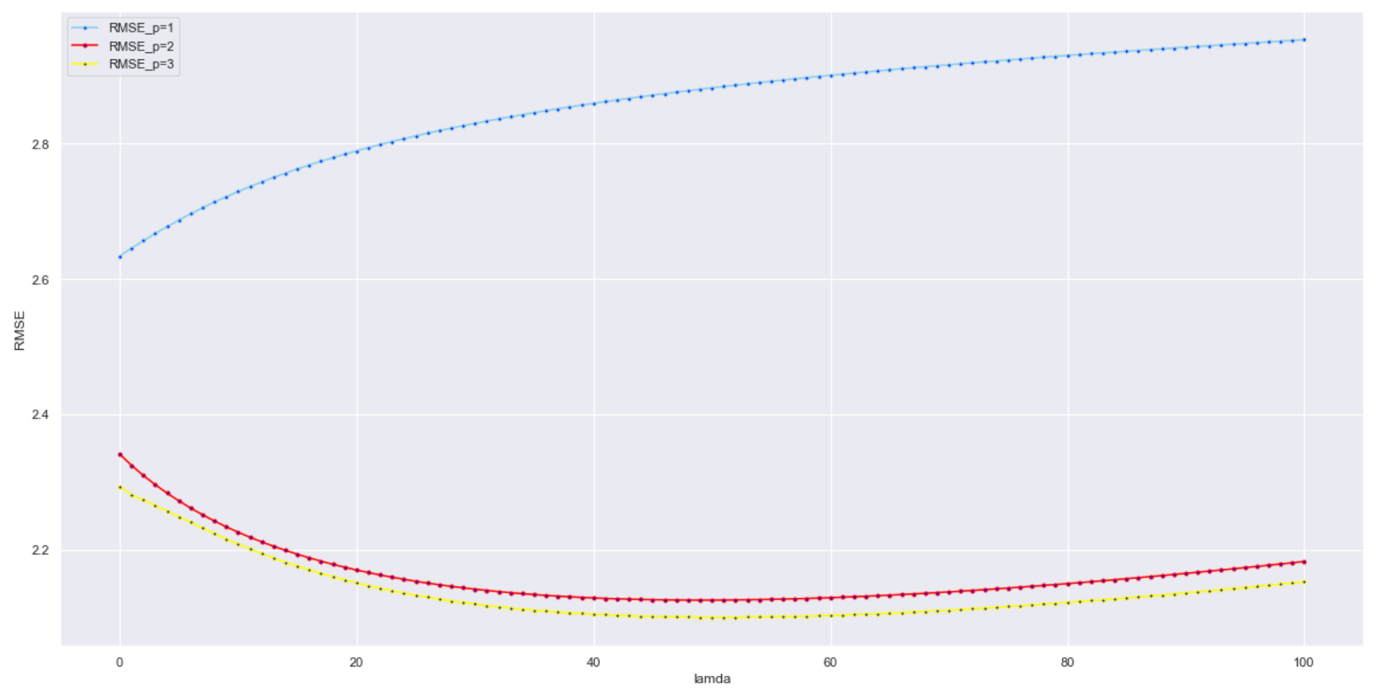 RMSE_p=1
RMSE_p=2
RMSE_p=3
2.8
2.6
2.4
2.2
RMSE
0 20 40 60 80 100
lamda